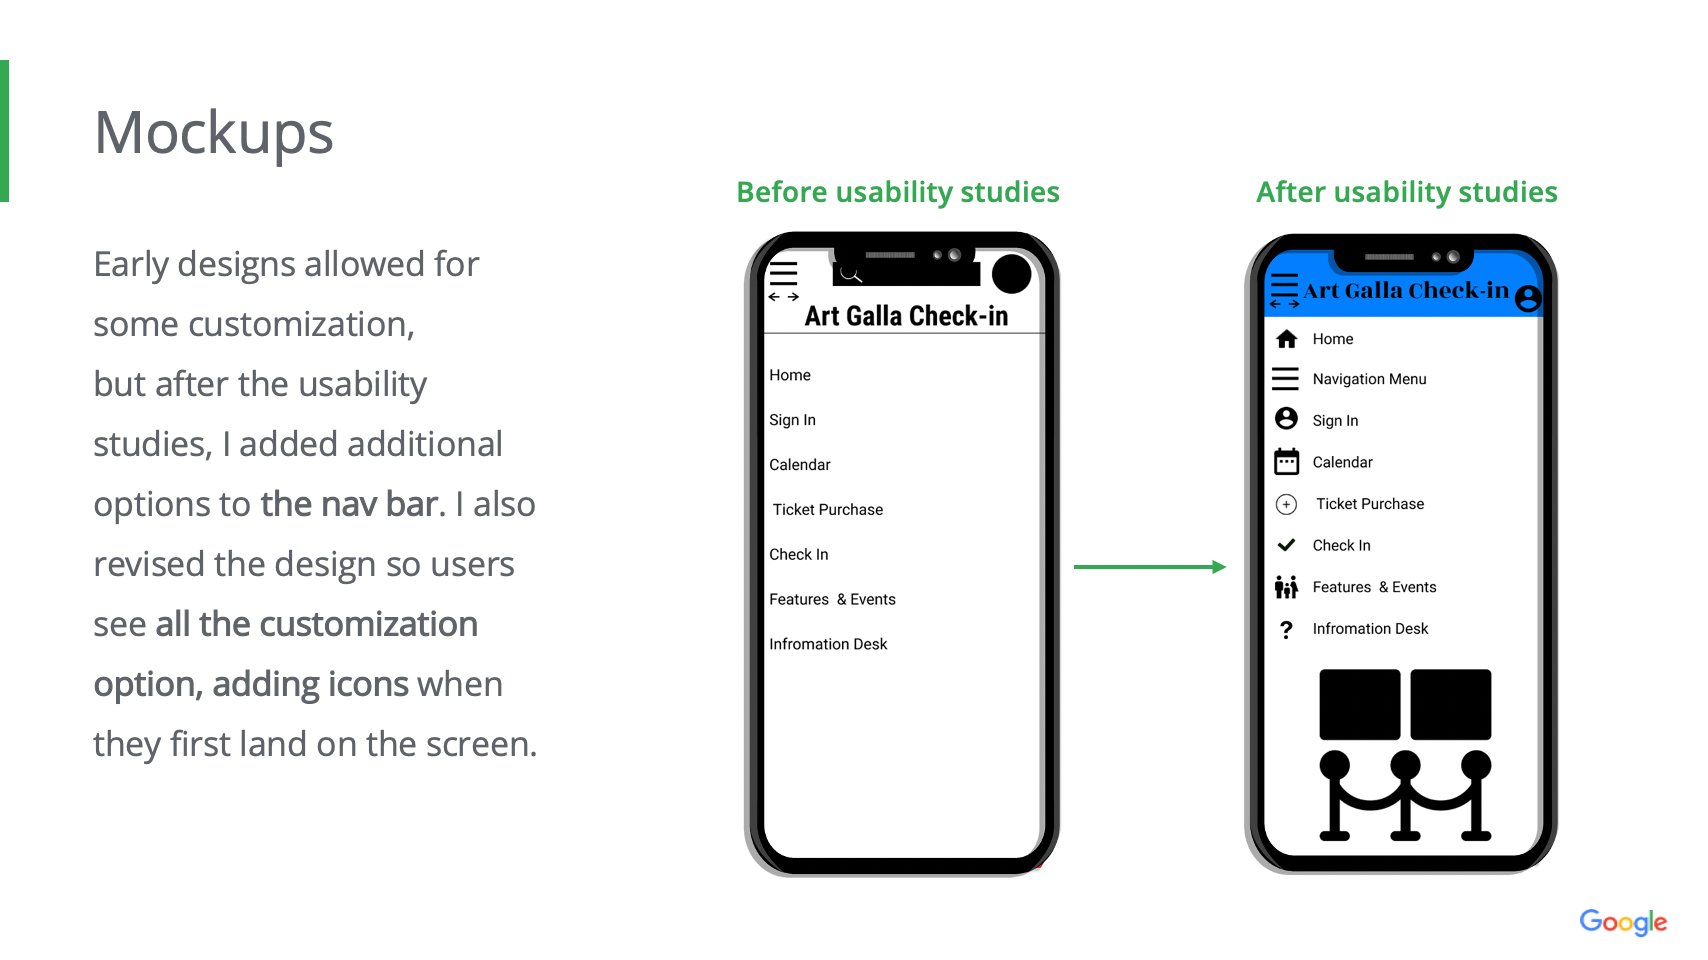 Mockups
Early designs allowed for
some customization,
but after the usability
studies, I added additional
options to the nav bar. I also
revised the design so users
see all the customization
option, adding icons when
they first land on the screen.
Before usability studies
Art Galla Check-in
Home
Sign In
Calendar
Ticket Purchase
Check In
Features & Events
Infromation Desk
After usability studies
Art Galla Check-in
Home
Navigation Menu
Sign In
Calendar
Ticket Purchase
Check In
Features & Events
? Infromation Desk
Google